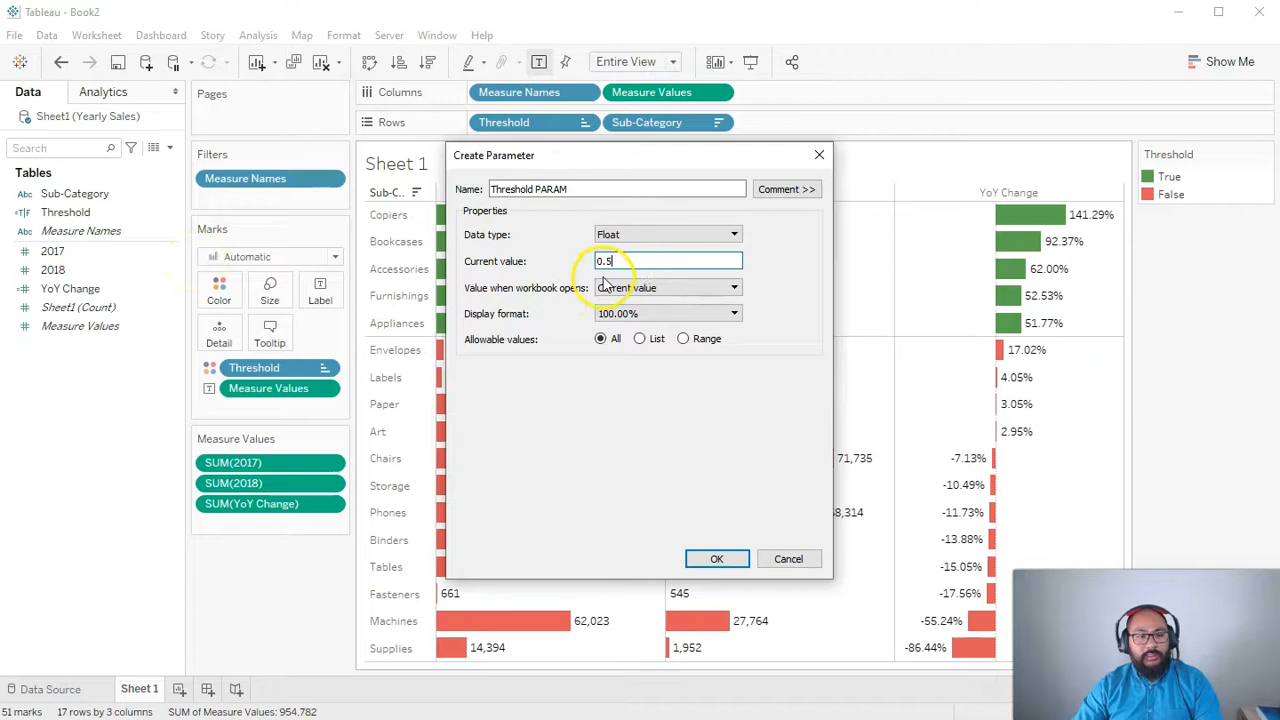 Tableau - Book2
File Data Worksheet Dashboard Story Analysis Map Format Server Window Help
Entire View
Show Me
Data Analytics
Sheet1 (Yearly Sales)
Search
Tables
Abc Sub-Category
T|F Threshold
Abc Measure Names
# 2017
# 2018
# YoY Change
# Sheet1 (Count)
# Measure Values
Pages
Filters
Measure Names
Marks
Automatic
Color Size Label
Detail Tooltip
Threshold
Measure Values
Measure Values
SUM(2017)
SUM(2018)
SUM(YoY Change)
Columns Measure Names Measure Values
Rows Threshold Sub-Category
Sheet 1
Sub-C.. YoY Change
Copiers 141.29%
Bookcases 92.37%
Accessories 62.00%
Furnishings 52.53%
Appliances 51.77%
Envelopes 17.02%
Labels 4.05%
Paper 3.05%
Art 2.95%
Chairs 71,735 -7.13%
Storage -10.49%
Phones 8,314 -11.73%
Binders -13.88%
Tables -15.05%
Fasteners 661 545 -17.56%
Machines 62,023 27,764 -55.24%
Supplies 14,394 1,952 -86.44%
Create Parameter
Name: Threshold PARAM Comment >>
Properties
Data type: Float
Current value: 0.5
Value when workbook opens: Current value
Display format: 100.00%
Allowable values: All List Range
OK Cancel
Threshold
True
False
Data Source Sheet 1
51 marks 17 rows by 3 columns SUM of Measure Values: 954.782